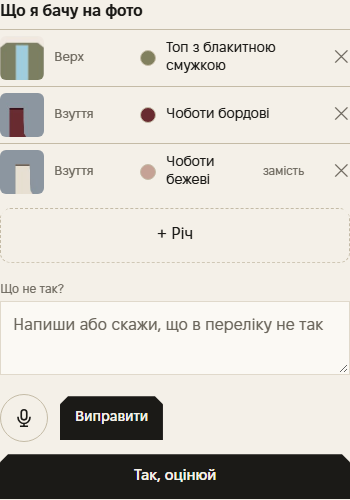 Що я бачу на фото
Верх
Топ з блакитною
смужкою
Взуття
Чоботи бордові
Взуття
Чоботи
бежеві
замість
+ Річ
Що не так?
Напиши або скажи, що в переліку не так
Виправити
Так, оцінюй